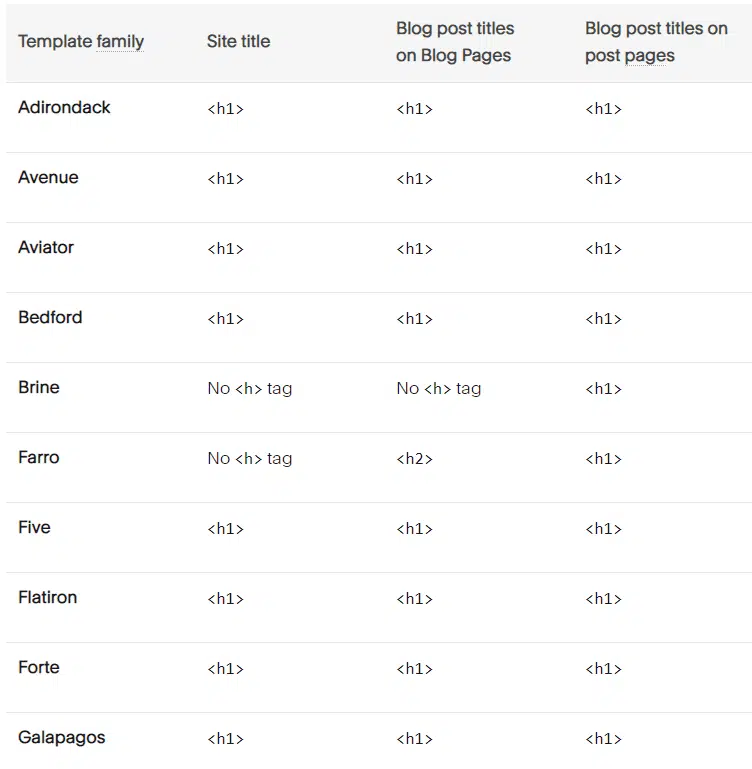 Template family Site title Blog post titles on Blog Pages Blog post titles on post pages
Adirondack <h1> <h1> <h1>
Avenue <h1> <h1> <h1>
Aviator <h1> <h1> <h1>
Bedford <h1> <h1> <h1>
Brine No <h> tag No <h> tag <h1>
Farro No <h> tag <h2> <h1>
Five <h1> <h1> <h1>
Flatiron <h1> <h1> <h1>
Forte <h1> <h1> <h1>
Galapagos <h1> <h1> <h1>